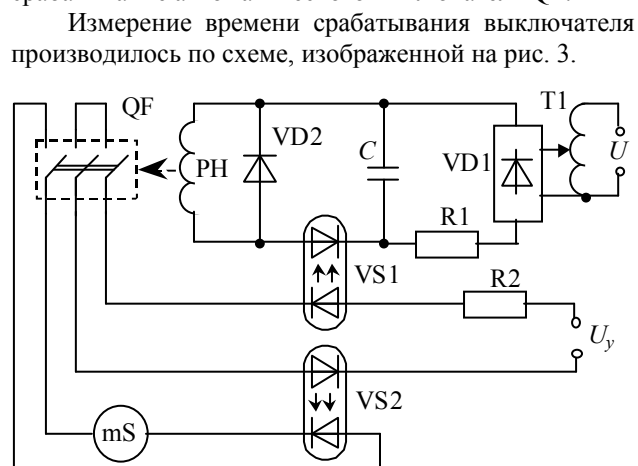 Измерение времени срабатывания выключателя
производилось по схеме, изображенной на рис. 3.
QF
T1
VD2
C
VD1
U
PH
R1
VS1
R2
Uy
VS2
mS